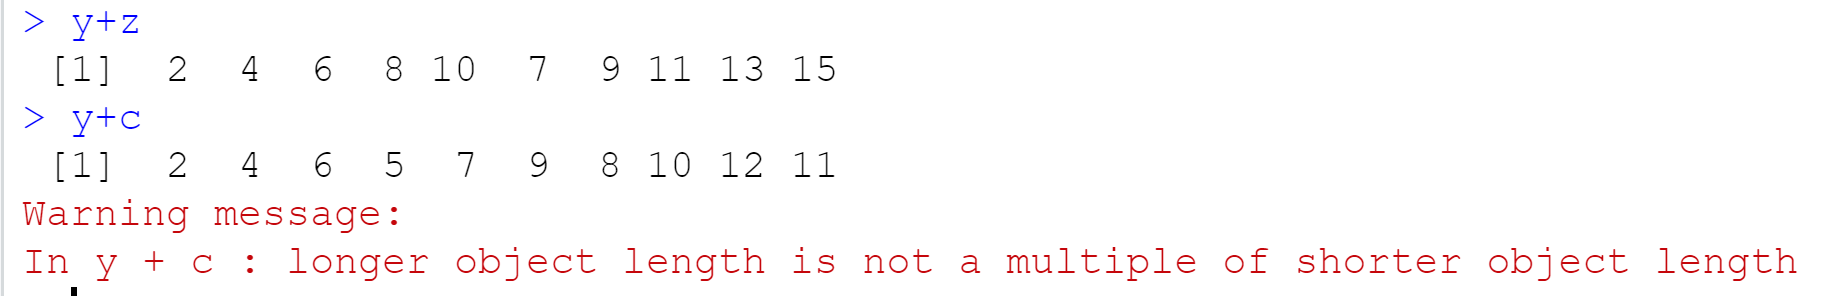 > y+z
 [1]  2  4  6  8 10  7  9 11 13 15
> y+c
 [1]  2  4  6  5  7  9  8 10 12 11
Warning message:
In y + c : longer object length is not a multiple of shorter object length